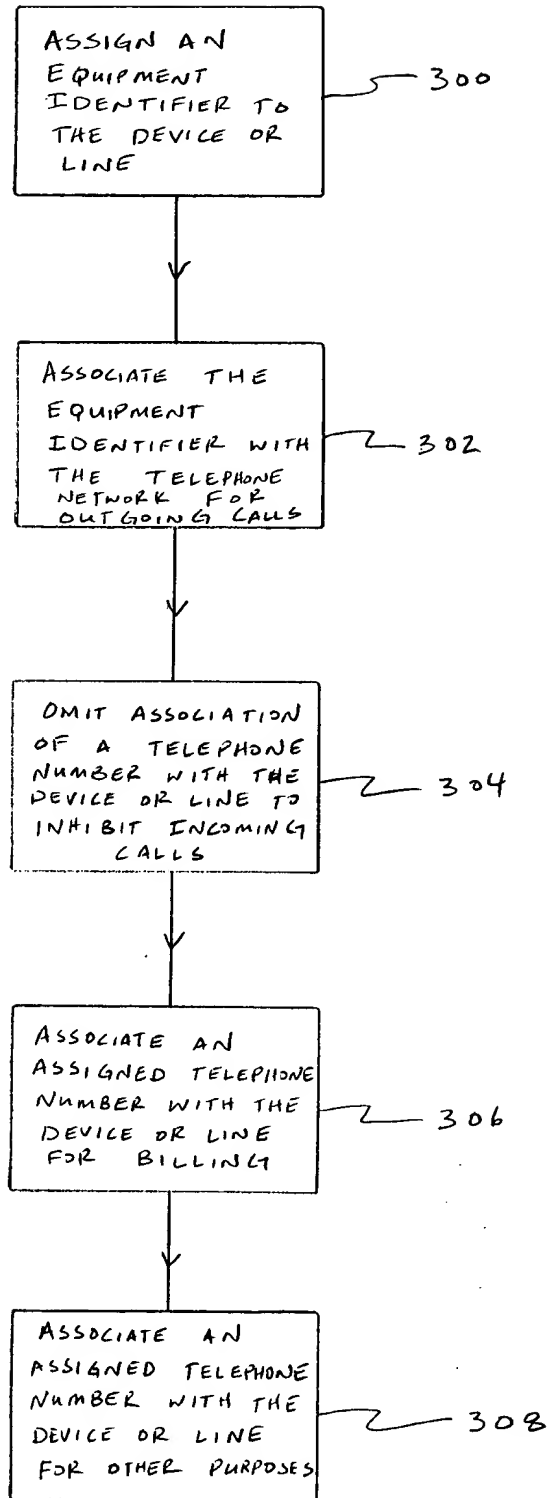 ASSIGN AN
EQUIPMENT
IDENTIFIER TO
THE DEVICE OR
LINE
300
ASSOCIATE THE
EQUIPMENT
IDENTIFIER WITH
THE TELEPHONE
NETWORK FOR
OUTGOING CALLS
302
OMIT ASSOCIATION
OF A TELEPHONE
NUMBER WITH THE
DEVICE OR LINE TO
INHIBIT INCOMING
CALLS
304
ASSOCIATE AN
ASSIGNED TELEPHONE
NUMBER WITH THE
DEVICE OR LINE
FOR BILLING
306
ASSOCIATE AN
ASSIGNED TELEPHONE
NUMBER WITH THE
DEVICE OR LINE
FOR OTHER PURPOSES
308